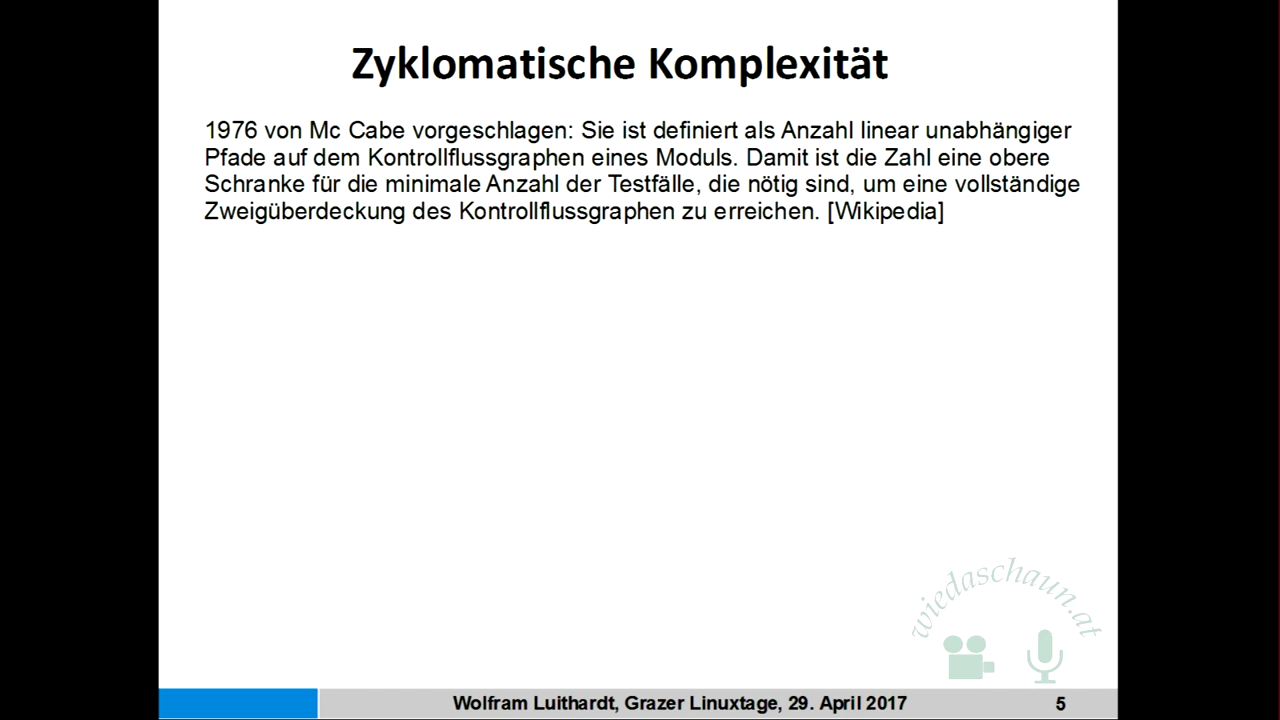 Zyklomatische Komplexität
1976 von Mc Cabe vorgeschlagen: Sie ist definiert als Anzahl linear unabhängiger
Pfade auf dem Kontrollflussgraphen eines Moduls. Damit ist die Zahl eine obere
Schranke für die minimale Anzahl der Testfälle, die nötig sind, um eine vollständige
Zweigüberdeckung des Kontrollflussgraphen zu erreichen. [Wikipedia]
wiedaschaun.at
Wolfram Luithardt, Grazer Linuxtage, 29. April 2017 5